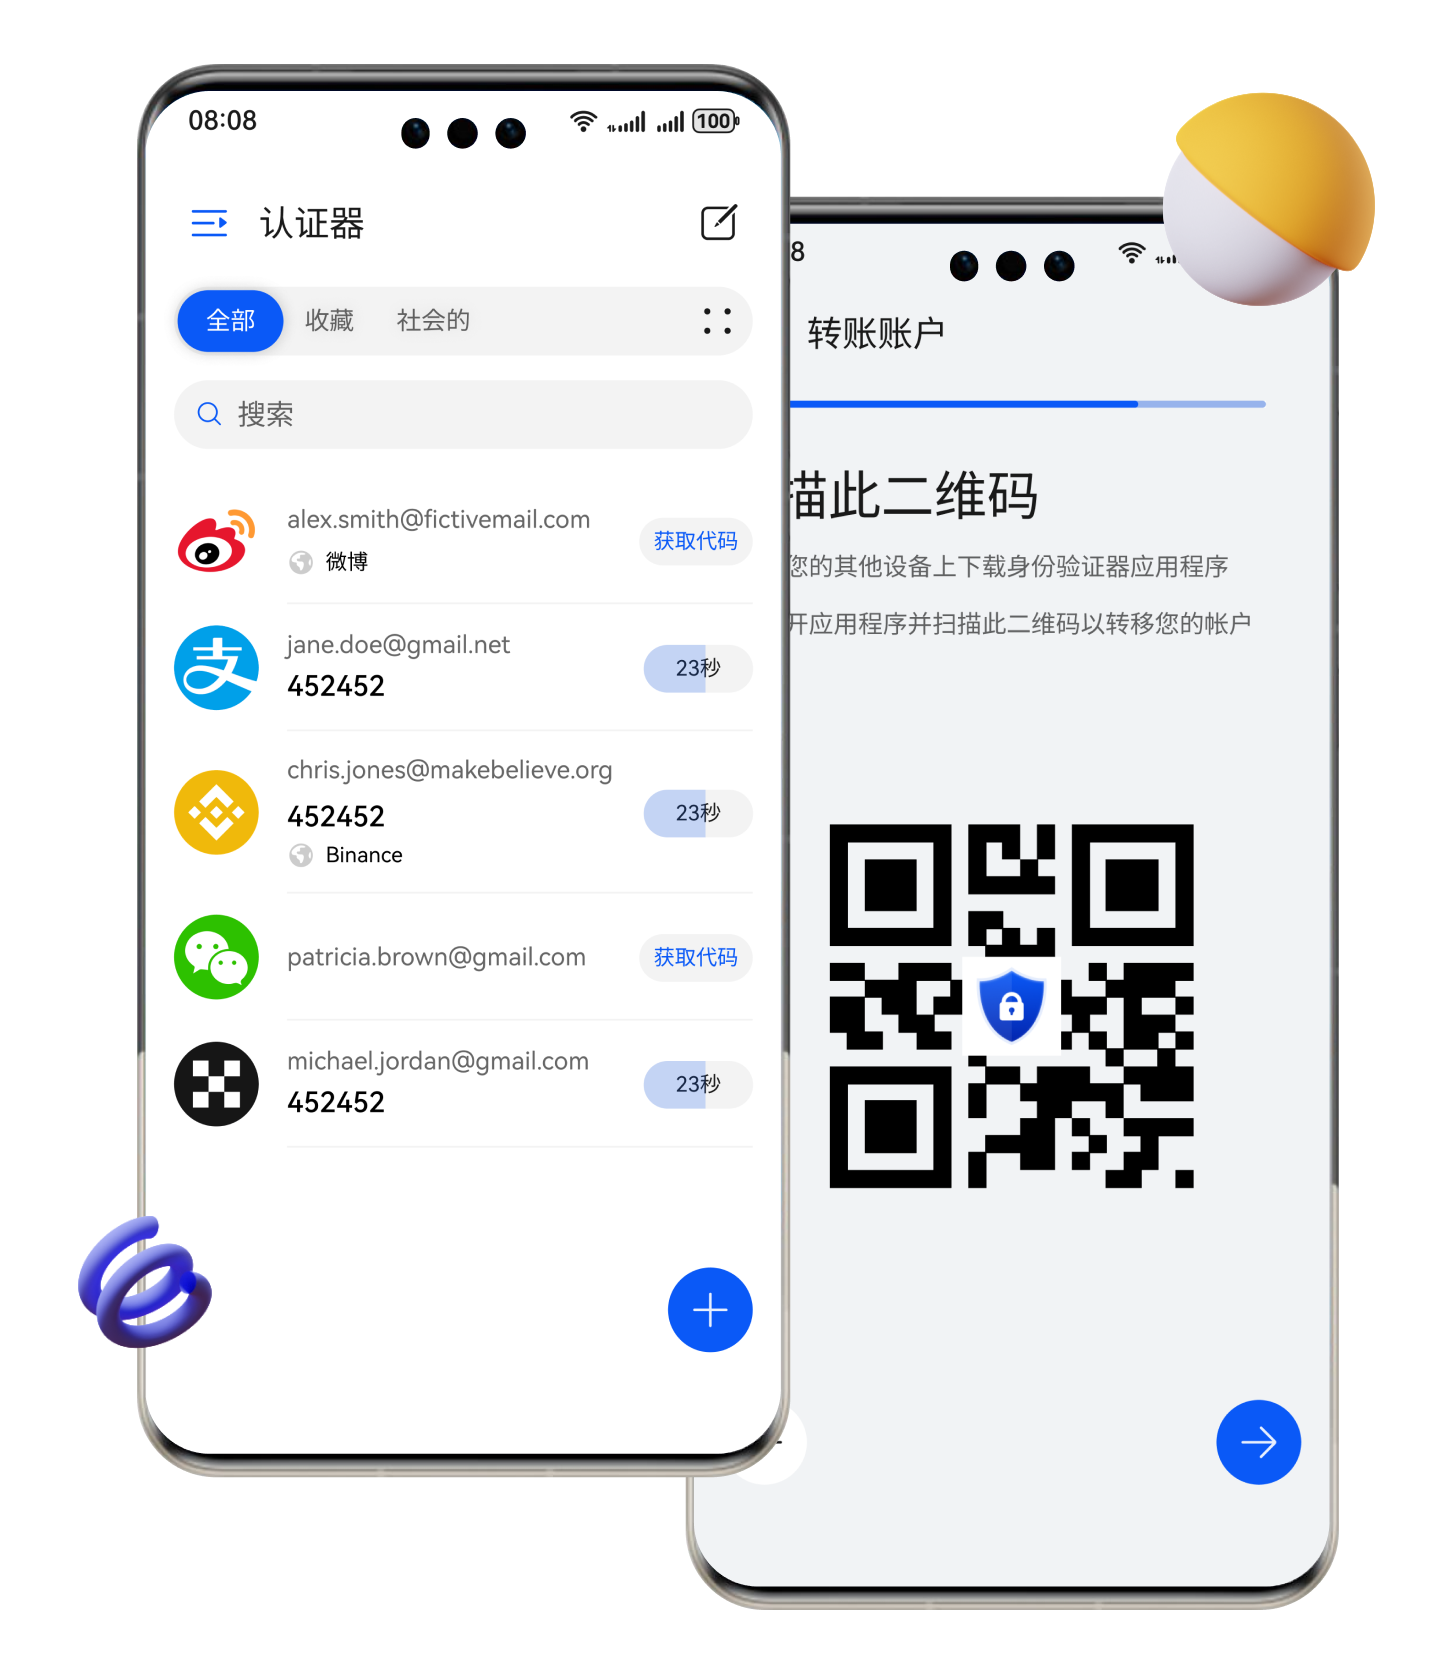 08:08
100
认证器
全部 收藏 社会的
搜索
alex.smith@fictivemail.com
微博
获取代码
jane.doe@gmail.net
452452
23秒
chris.jones@makebelieve.org
452452
Binance
23秒
patricia.brown@gmail.com
获取代码
michael.jordan@gmail.com
452452
23秒
支
8
转账账户
描此二维码
您的其他设备上下载身份验证器应用程序
开应用程序并扫描此二维码以转移您的帐户